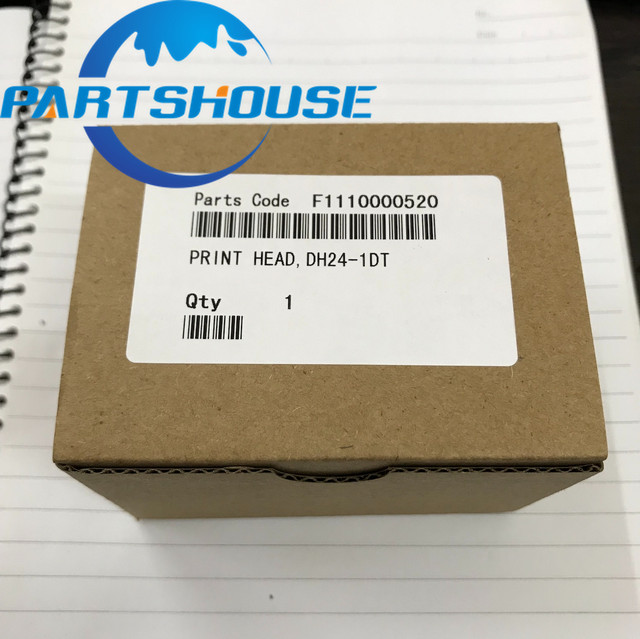 PARTSHOUSE
Parts Code F1110000520
PRINT HEAD, DH24-1DT
Qty 1